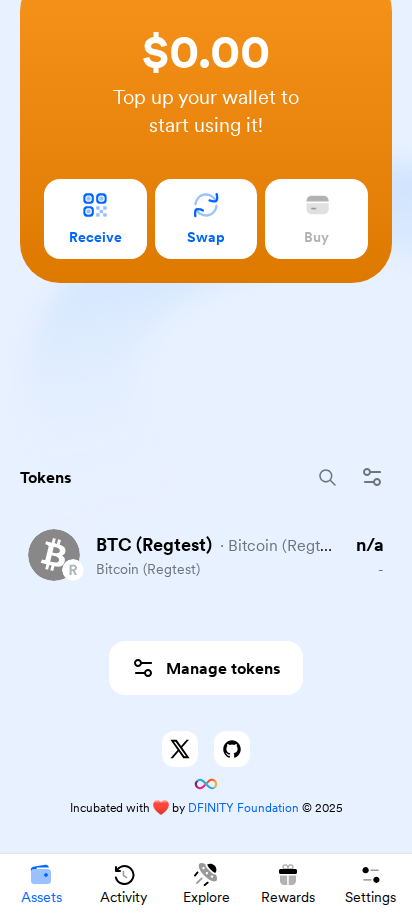 $0.00
Top up your wallet to
start using it!
Receive
Swap
Buy
Tokens
BTC (Regtest) · Bitcoin (Regt... n/a
R
Bitcoin (Regtest) -
Manage tokens
Incubated with ❤️ by DFINITY Foundation © 2025
Assets
Activity
Explore
Rewards
Settings